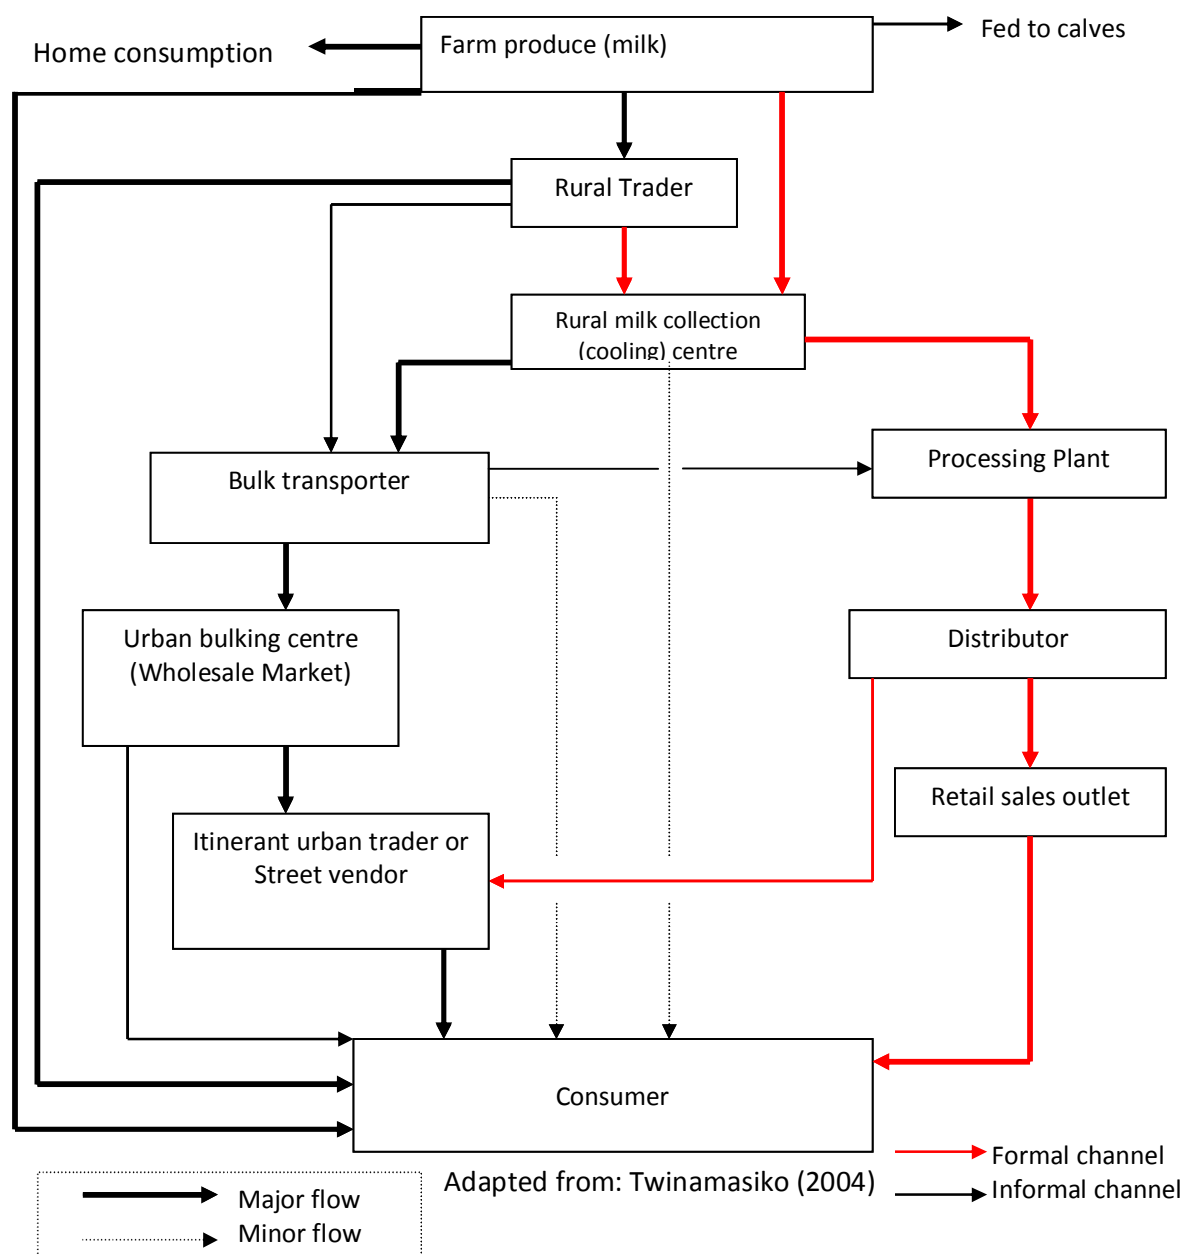 Farm produce (milk)
Fed to calves
Home consumption
Rural Trader
Rural milk collection
(cooling) centre
Bulk transporter
Processing Plant
Urban bulking centre
(Wholesale Market)
Distributor
Retail sales outlet
Itinerant urban trader or
Street vendor
Consumer
Formal channel
Informal channel
Adapted from: Twinamasiko (2004)
Major flow
Minor flow